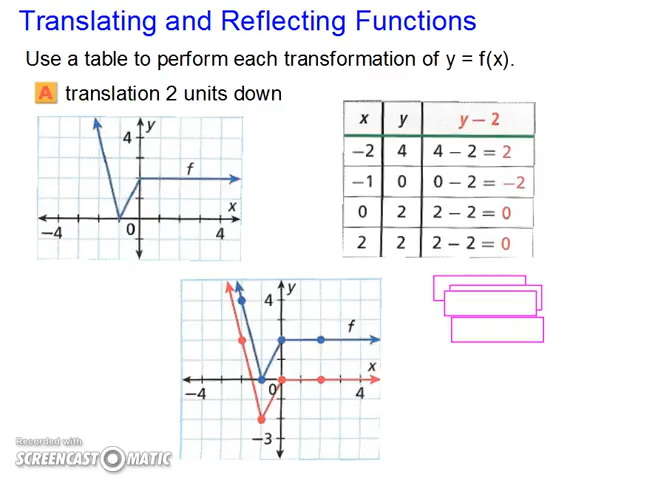 Translating and Reflecting Functions
Use a table to perform each transformation of y = f(x).
A translation 2 units down
x y y – 2
–2 4 4 – 2 = 2
–1 0 0 – 2 = –2
0 2 2 – 2 = 0
2 2 2 – 2 = 0
y
4
f
x
–4 0 4
y
4
f
x
–4 0 4
–3
Recorded with
SCREENCAST-O-MATIC